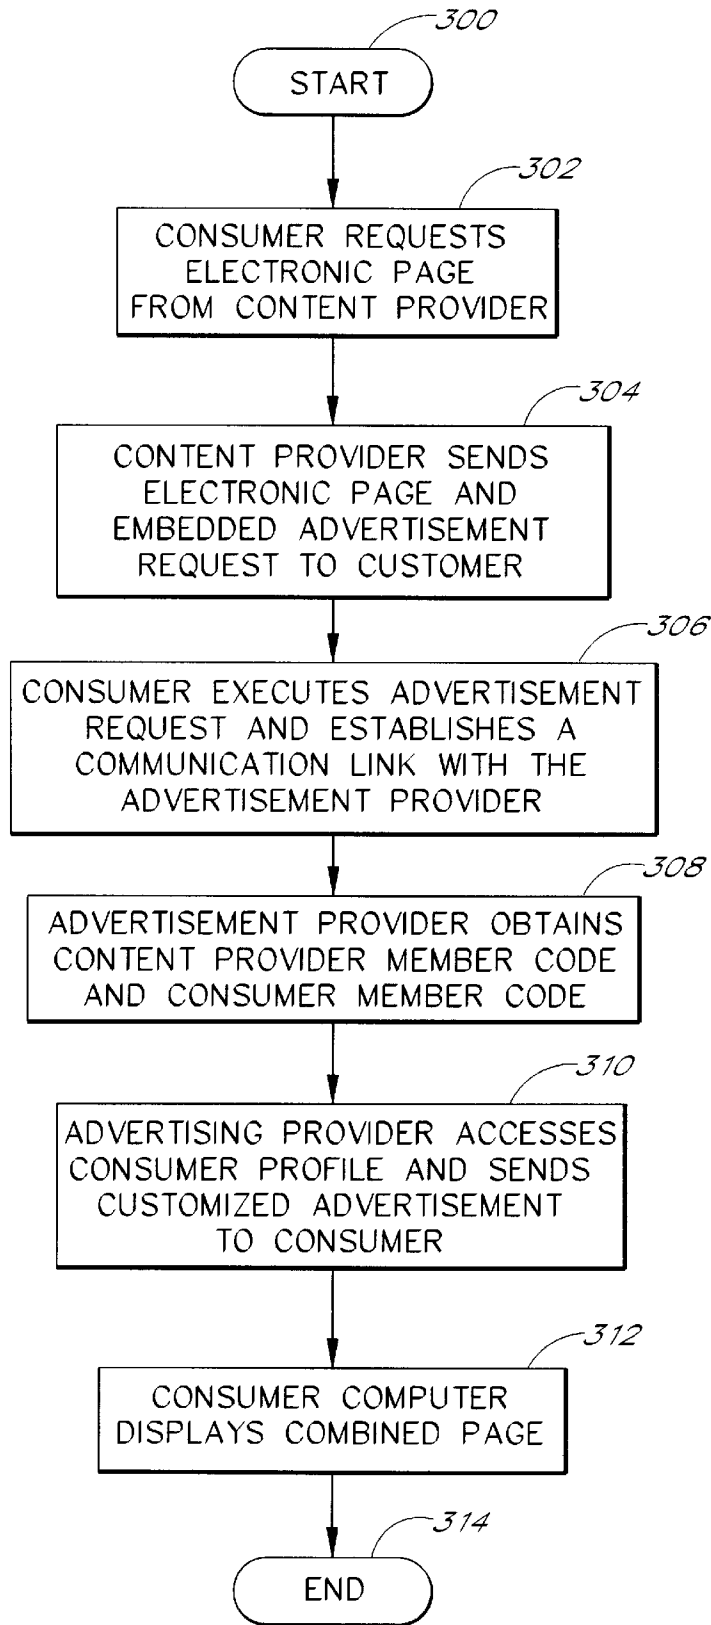 300
START
302
CONSUMER REQUESTS
ELECTRONIC PAGE
FROM CONTENT PROVIDER
304
CONTENT PROVIDER SENDS
ELECTRONIC PAGE AND
EMBEDDED ADVERTISEMENT
REQUEST TO CUSTOMER
306
CONSUMER EXECUTES ADVERTISEMENT
REQUEST AND ESTABLISHES A
COMMUNICATION LINK WITH THE
ADVERTISEMENT PROVIDER
308
ADVERTISEMENT PROVIDER OBTAINS
CONTENT PROVIDER MEMBER CODE
AND CONSUMER MEMBER CODE
310
ADVERTISING PROVIDER ACCESSES
CONSUMER PROFILE AND SENDS
CUSTOMIZED ADVERTISEMENT
TO CONSUMER
312
CONSUMER COMPUTER
DISPLAYS COMBINED PAGE
314
END